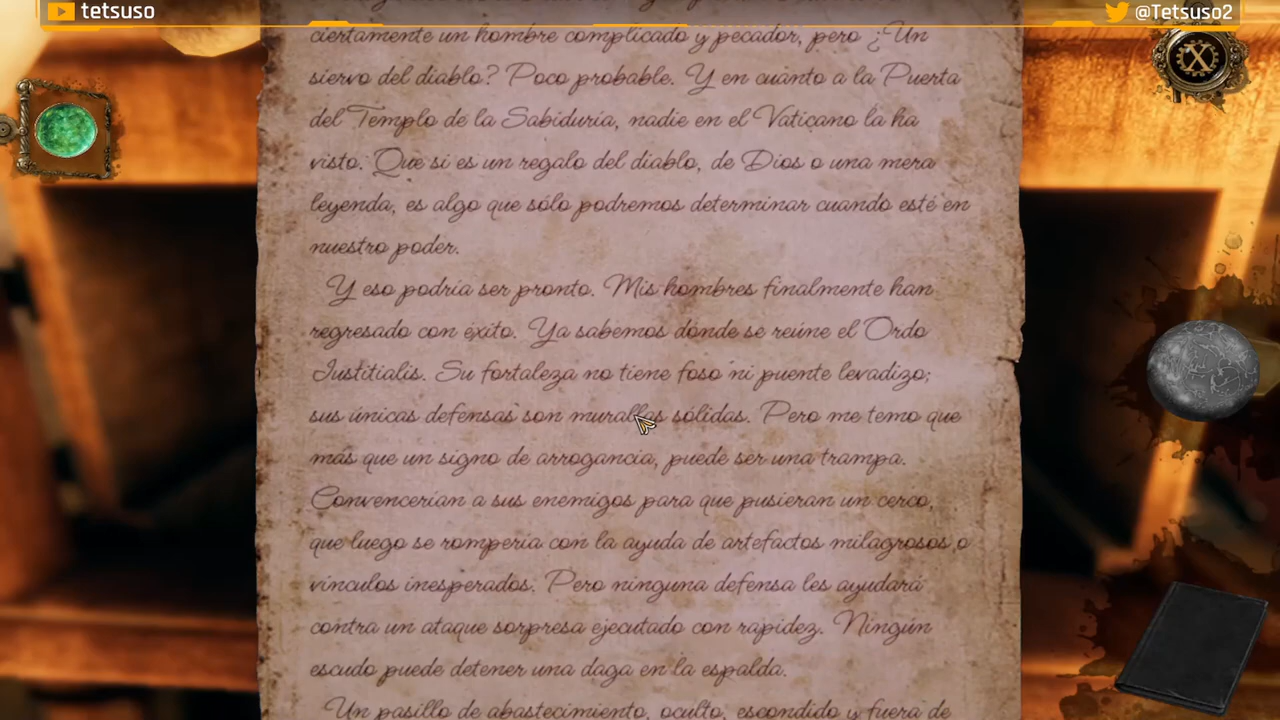 tetsuso
@Tetsuso2
ciertamente un hombre complicado y pecador, pero ¿Un
siervo del diablo? Poco probable. Y en cuánto a la Puerta
del Templo de la Sabiduría, nadie en el Vaticano la ha
visto. Que si es un regalo del diablo, de Dios o una mera
leyenda, es algo que sólo podremos determinar cuando esté en
nuestro poder.
Y eso podría ser pronto. Mis hombres finalmente han
regresado con éxito. Ya sabemos dónde se reúne el Ordo
Iustitialis. Su fortaleza no tiene foso ni puente levadizo;
sus únicas defensas son murallas sólidas. Pero me temo que
más que un signo de arrogancia, puede ser una trampa.
Convencerían a sus enemigos para que pusieran un cerco,
que luego se rompería con la ayuda de artefactos milagrosos o
vínculos inesperados. Pero ninguna defensa les ayudará
contra un ataque sorpresa ejecutado con rapidez. Ningún
escudo puede detener una daga en la espalda.
Un pasillo de abastecimiento, oculto, escondido y fuera de